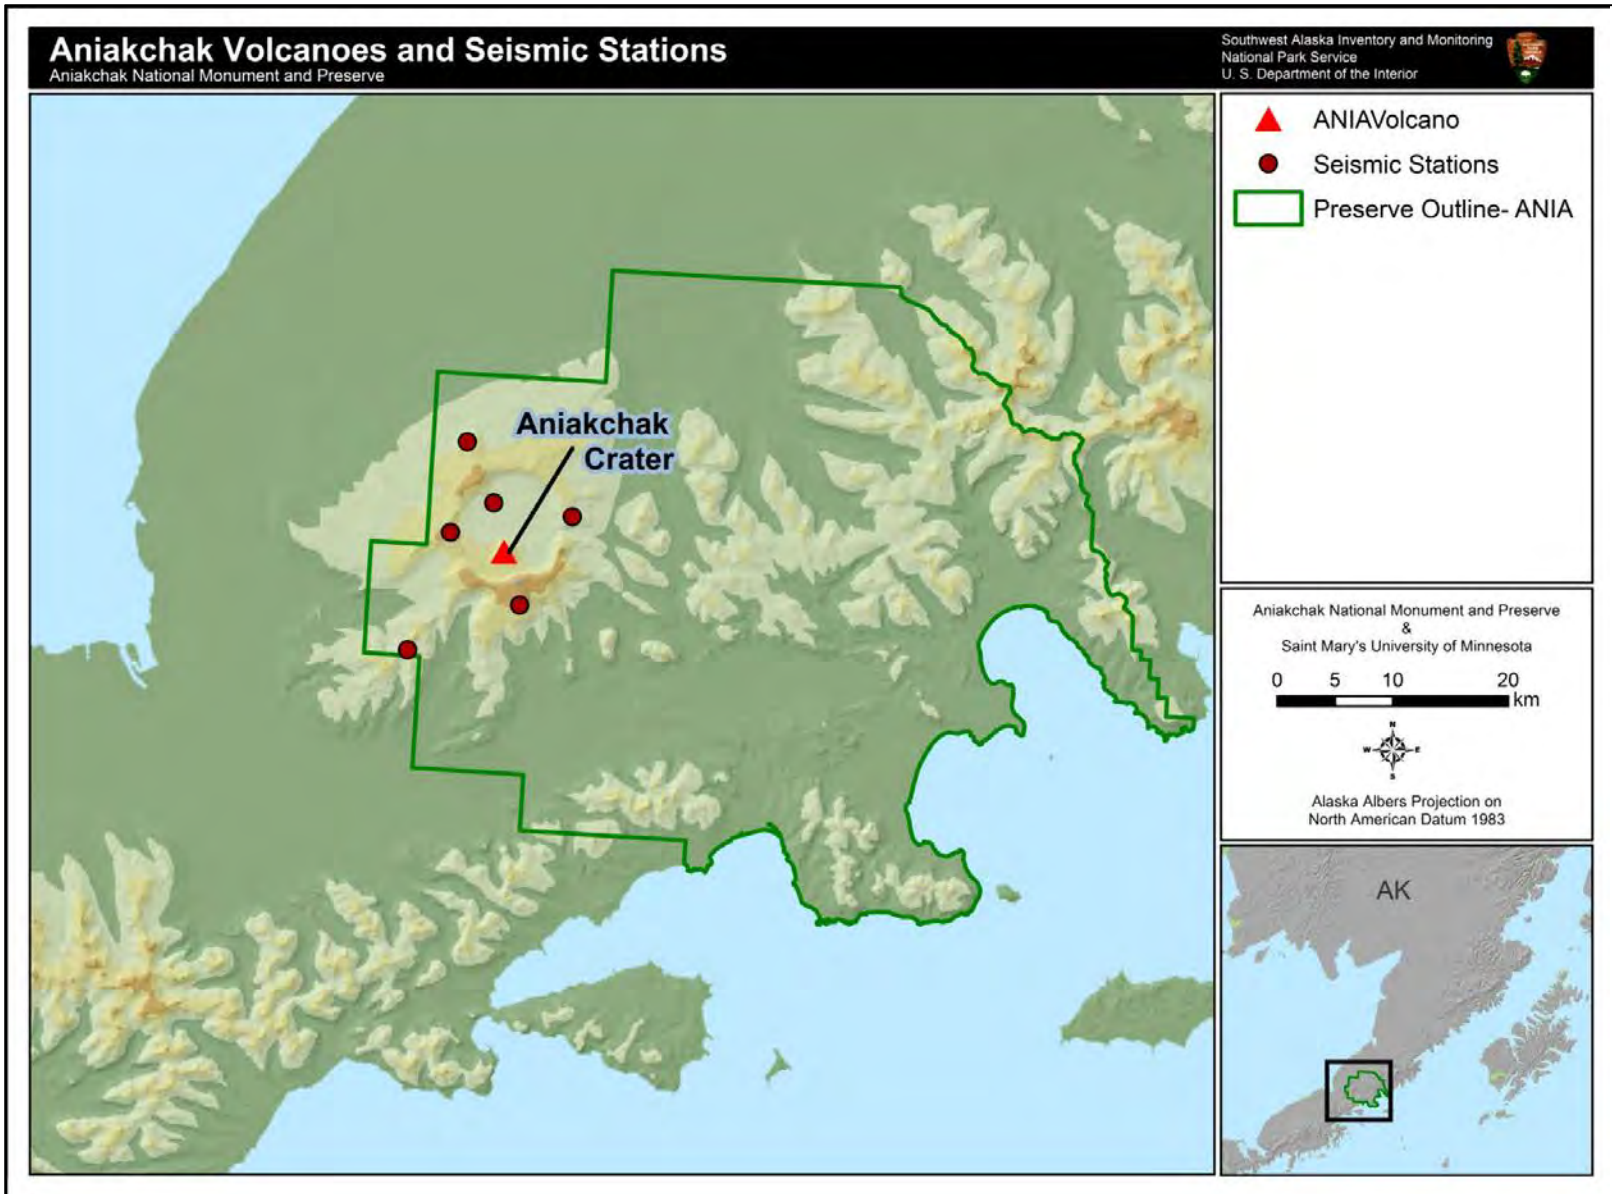 Aniakchak Volcanoes and Seismic Stations
Aniakchak National Monument and Preserve
Southwest Alaska Inventory and Monitoring
National Park Service
U. S. Department of the Interior
ANIAVolcano
Seismic Stations
Preserve Outline- ANIA
Aniakchak
Crater
Aniakchak National Monument and Preserve
&
Saint Mary's University of Minnesota
0 5 10 20
km
N
W E
S
Alaska Albers Projection on
North American Datum 1983
AK